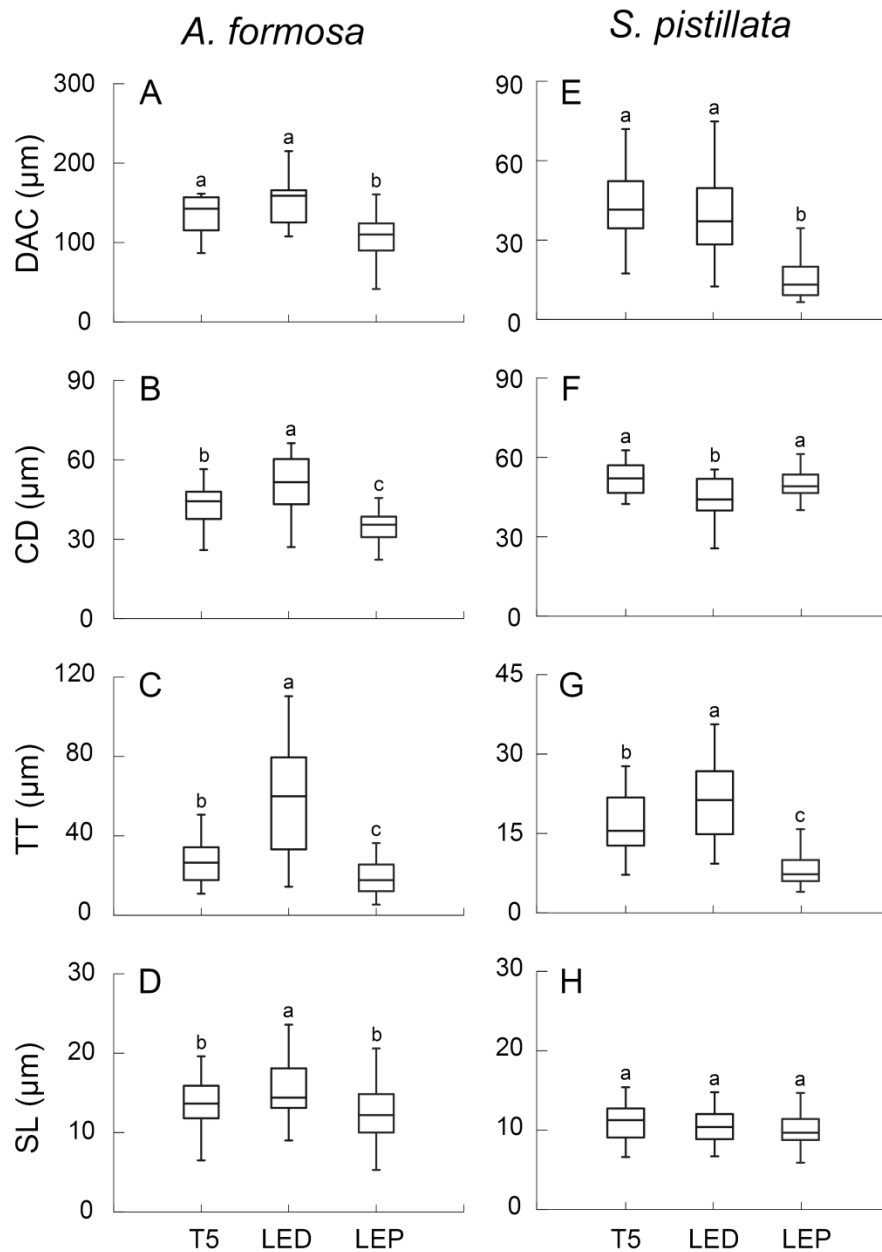 A. formosa
S. pistillata
A
DAC (µm)
300
200
100
0
a
a
b
E
90
60
30
0
a
a
b
B
CD (µm)
90
60
30
0
b
a
c
F
90
60
30
0
a
b
a
C
TT (µm)
120
80
40
0
b
a
c
G
45
30
15
0
b
a
c
D
SL (µm)
30
20
10
0
b
a
b
H
30
20
10
0
a
a
a
T5 LED LEP
T5 LED LEP